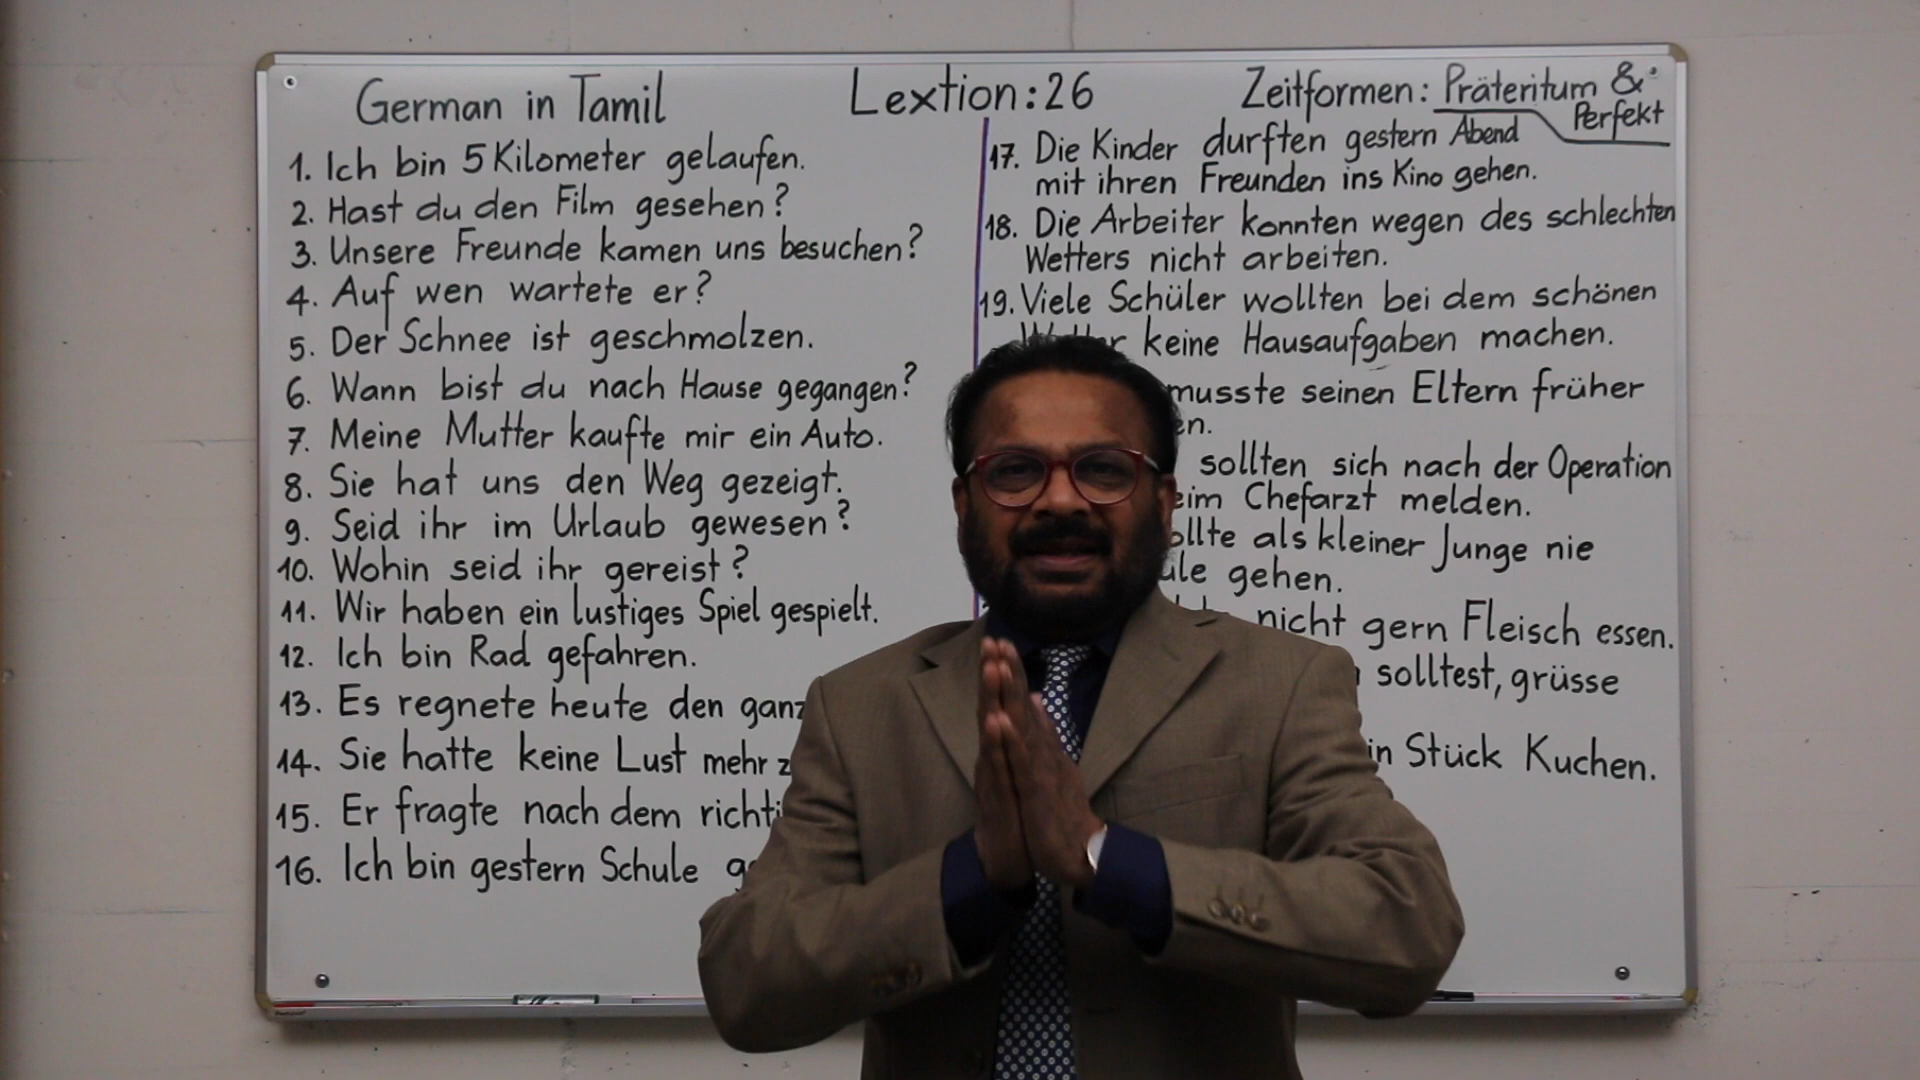 German in Tamil
Lextion: 26
Zeitformen: Präteritum &
Perfekt
1. Ich bin 5 Kilometer gelaufen.
2. Hast du den Film gesehen?
3. Unsere Freunde kamen uns besuchen?
4. Auf wen wartete er?
5. Der Schnee ist geschmolzen.
6. Wann bist du nach Hause gegangen?
7. Meine Mutter kaufte mir ein Auto.
8. Sie hat uns den Weg gezeigt.
9. Seid ihr im Urlaub gewesen?
10. Wohin seid ihr gereist?
11. Wir haben ein lustiges Spiel gespielt.
12. Ich bin Rad gefahren.
13. Es regnete heute den
14. Sie hatte keine Lust mehr
15. Er fragte nach dem
16. Ich bin gestern Schule
17. Die Kinder durften gestern Abend
mit ihren Freunden ins Kino gehen.
18. Die Arbeiter konnten wegen des schlechten
Wetters nicht arbeiten.
19. Viele Schüler wollten bei dem schönen
keine Hausaufgaben machen.
musste seinen Eltern früher
sollten sich nach der Operation
Chefarzt melden.
als kleiner Junge nie
gehen.
nicht gern Fleisch essen.
solltest, grüsse
Stück Kuchen.